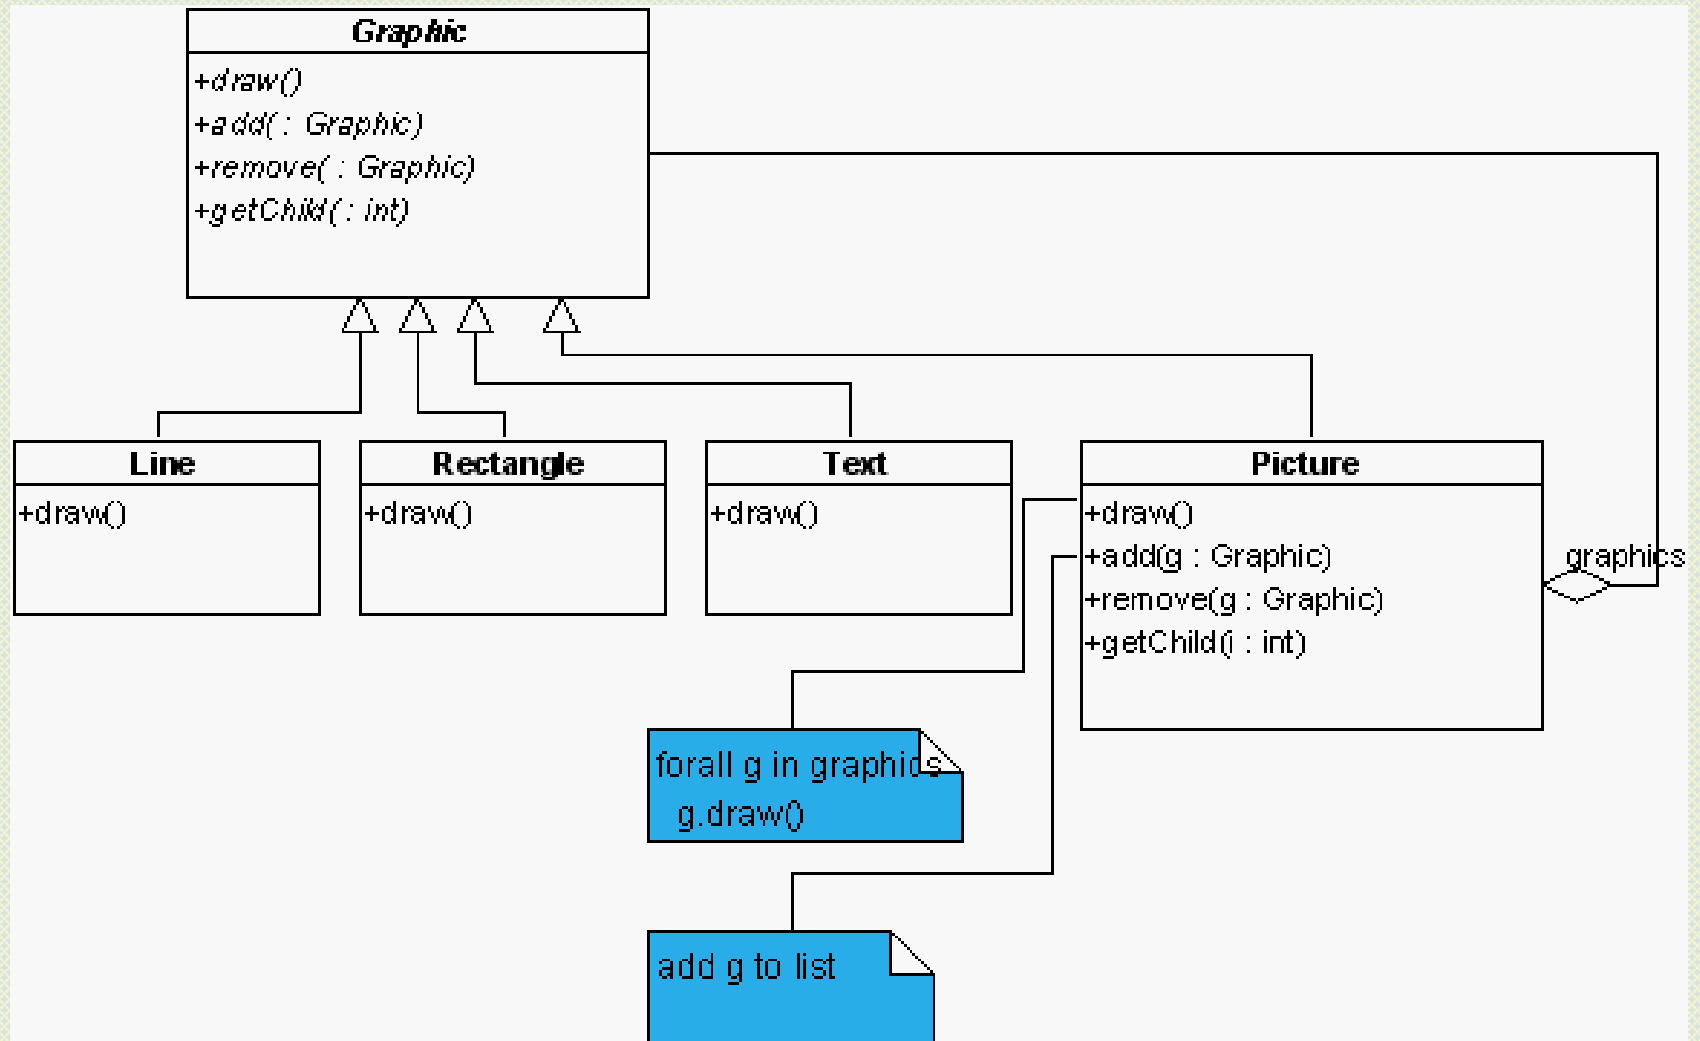 Graphic
+draw()
+add( : Graphic)
+remove( : Graphic)
+getChild( : int)
Line
+draw()
Rectangle
+draw()
Text
+draw()
Picture
+draw()
+add(g : Graphic)
+remove(g : Graphic)
+getChild(i : int)
graphics
forall g in graphics
g.draw()
add g to list